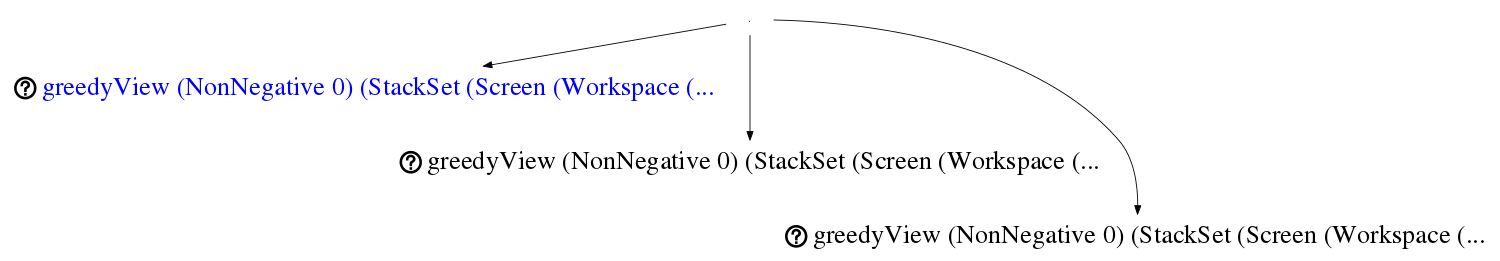 .
greedyView (NonNegative 0) (StackSet (Screen (Workspace (...
greedyView (NonNegative 0) (StackSet (Screen (Workspace (...
greedyView (NonNegative 0) (StackSet (Screen (Workspace (...